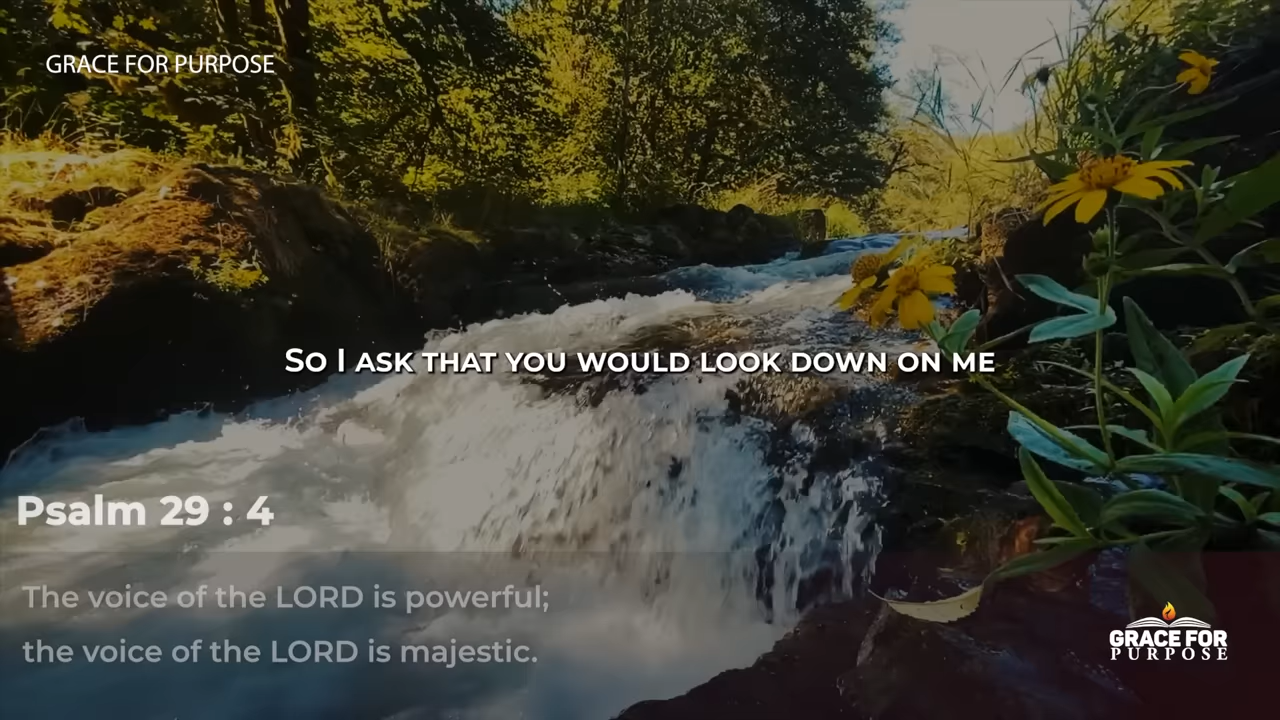 GRACE FOR PURPOSE
So I ask that you would look down on me
Psalm 29 : 4
The voice of the LORD is powerful;
the voice of the LORD is majestic.
GRACE FOR
PURPOSE